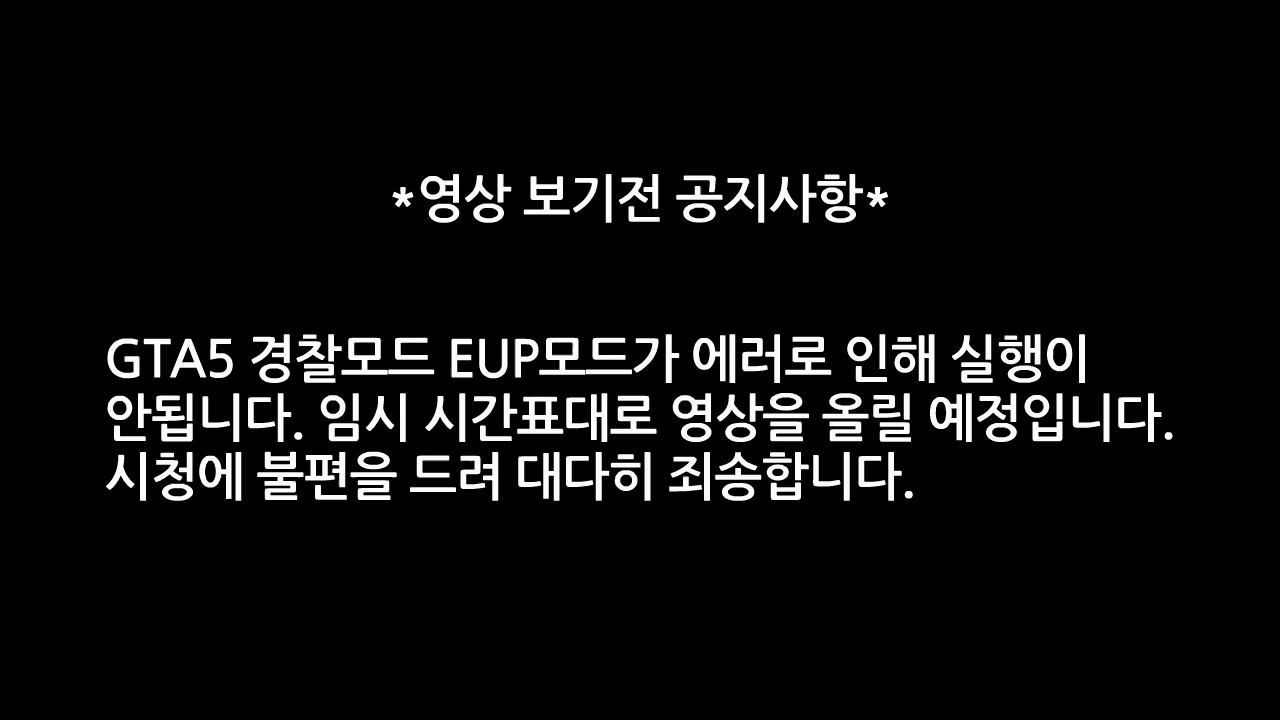 *영상 보기전 공지사항*
GTA5 경찰모드 EUP모드가 에러로 인해 실행이
안됩니다. 임시 시간표대로 영상을 올릴 예정입니다.
시청에 불편을 드려 대다히 죄송합니다.